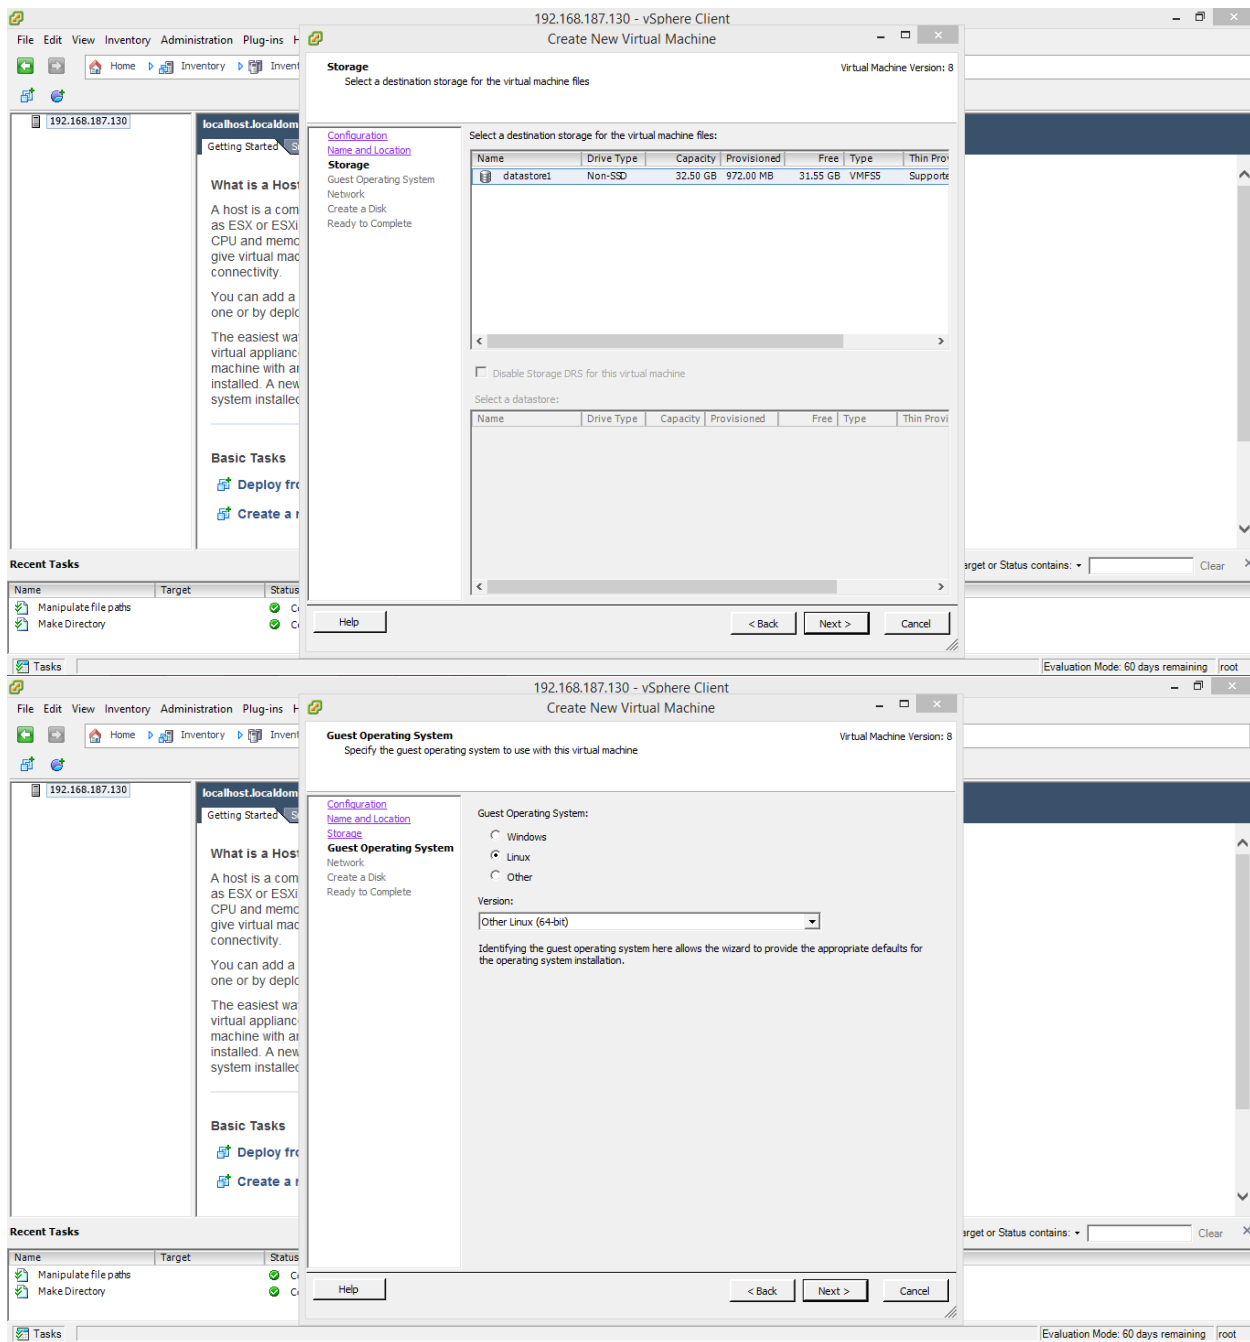 192.168.187.130 - vSphere Client
File Edit View Inventory Administration Plug-ins H
Create New Virtual Machine
Home Inventory Invent
Storage
Select a destination storage for the virtual machine files
Virtual Machine Version: 8
192.168.187.130
localhost.localdom
Getting Started
What is a Host
A host is a com
as ESX or ESXi
CPU and memo
give virtual mac
connectivity.
You can add a
one or by deplo
The easiest wa
virtual applianc
machine with an
installed. A new
system installed
Basic Tasks
Deploy fro
Create a n
Configuration
Name and Location
Storage
Guest Operating System
Network
Create a Disk
Ready to Complete
Select a destination storage for the virtual machine files:
Name Drive Type Capacity Provisioned Free Type Thin Prov
datastore1 Non-SSD 32.50 GB 972.00 MB 31.55 GB VMFS5 Supporte
Disable Storage DRS for this virtual machine
Select a datastore:
Name Drive Type Capacity Provisioned Free Type Thin Provi
Help < Back Next > Cancel
Recent Tasks
arget or Status contains: Clear
Name Target Status
Manipulate file paths
Make Directory
Tasks
Evaluation Mode: 60 days remaining root
192.168.187.130 - vSphere Client
File Edit View Inventory Administration Plug-ins H
Create New Virtual Machine
Home Inventory Invent
Guest Operating System
Specify the guest operating system to use with this virtual machine
Virtual Machine Version: 8
192.168.187.130
localhost.localdom
Getting Started
What is a Host
A host is a com
as ESX or ESXi
CPU and memo
give virtual mac
connectivity.
You can add a
one or by deplo
The easiest wa
virtual applianc
machine with an
installed. A new
system installed
Basic Tasks
Deploy fro
Create a n
Configuration
Name and Location
Storage
Guest Operating System
Network
Create a Disk
Ready to Complete
Guest Operating System:
Windows
Linux
Other
Version:
Other Linux (64-bit)
Identifying the guest operating system here allows the wizard to provide the appropriate defaults for
the operating system installation.
Help < Back Next > Cancel
Recent Tasks
arget or Status contains: Clear
Name Target Status
Manipulate file paths
Make Directory
Tasks
Evaluation Mode: 60 days remaining root